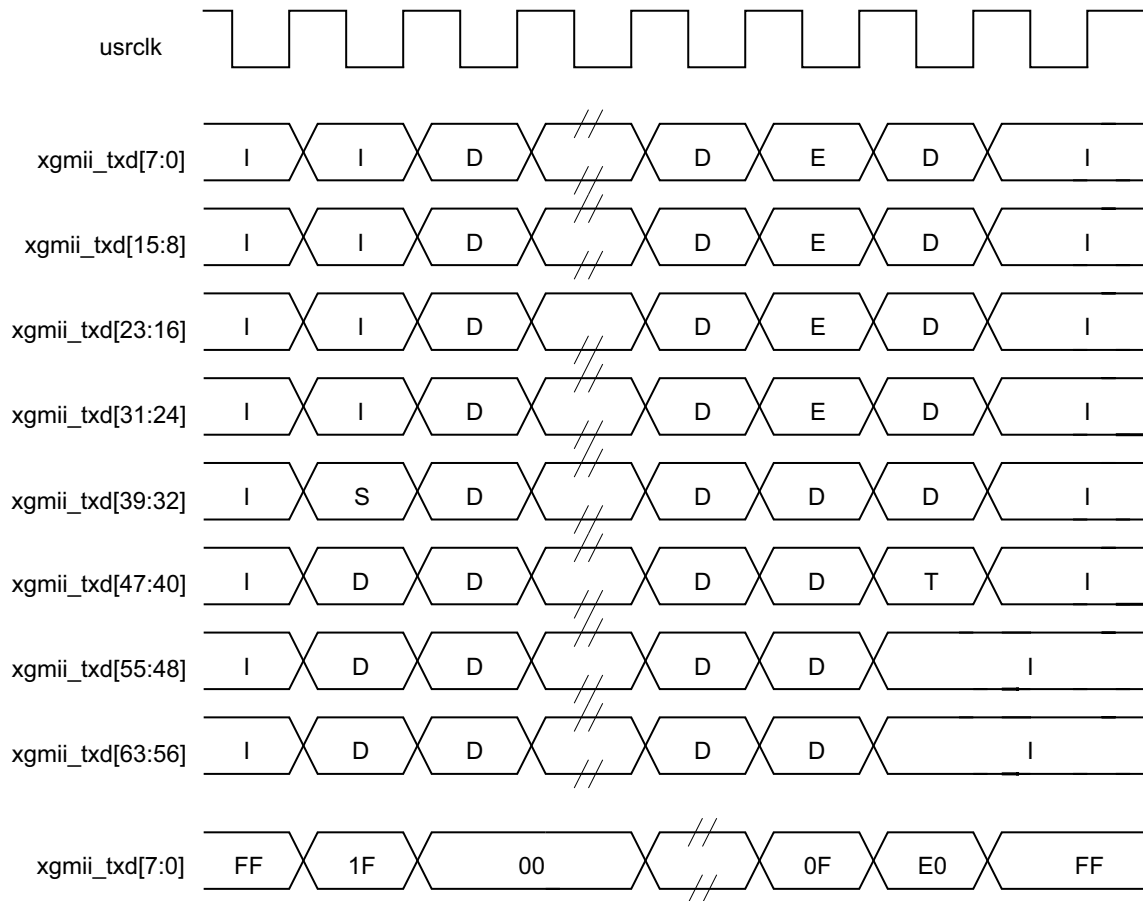 usrclk
xgmii_txd[7:0] I I D D E D I
xgmii_txd[15:8] I I D D E D I
xgmii_txd[23:16] I I D D E D I
xgmii_txd[31:24] I I D D E D I
xgmii_txd[39:32] I S D D D D I
xgmii_txd[47:40] I D D D D T I
xgmii_txd[55:48] I D D D D I
xgmii_txd[63:56] I D D D D I
xgmii_txd[7:0] FF 1F 00 0F E0 FF